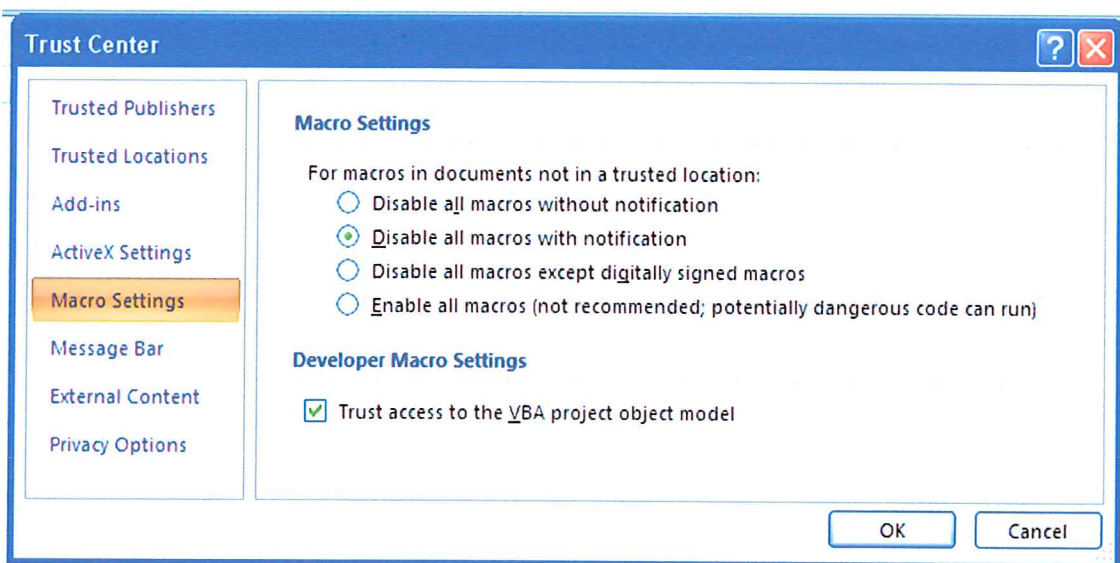 Trust Center
Trusted Publishers
Trusted Locations
Add-ins
ActiveX Settings
Macro Settings
Message Bar
External Content
Privacy Options
Macro Settings
For macros in documents not in a trusted location:
Disable all macros without notification
Disable all macros with notification
Disable all macros except digitally signed macros
Enable all macros (not recommended; potentially dangerous code can run)
Developer Macro Settings
Trust access to the VBA project object model
OK
Cancel